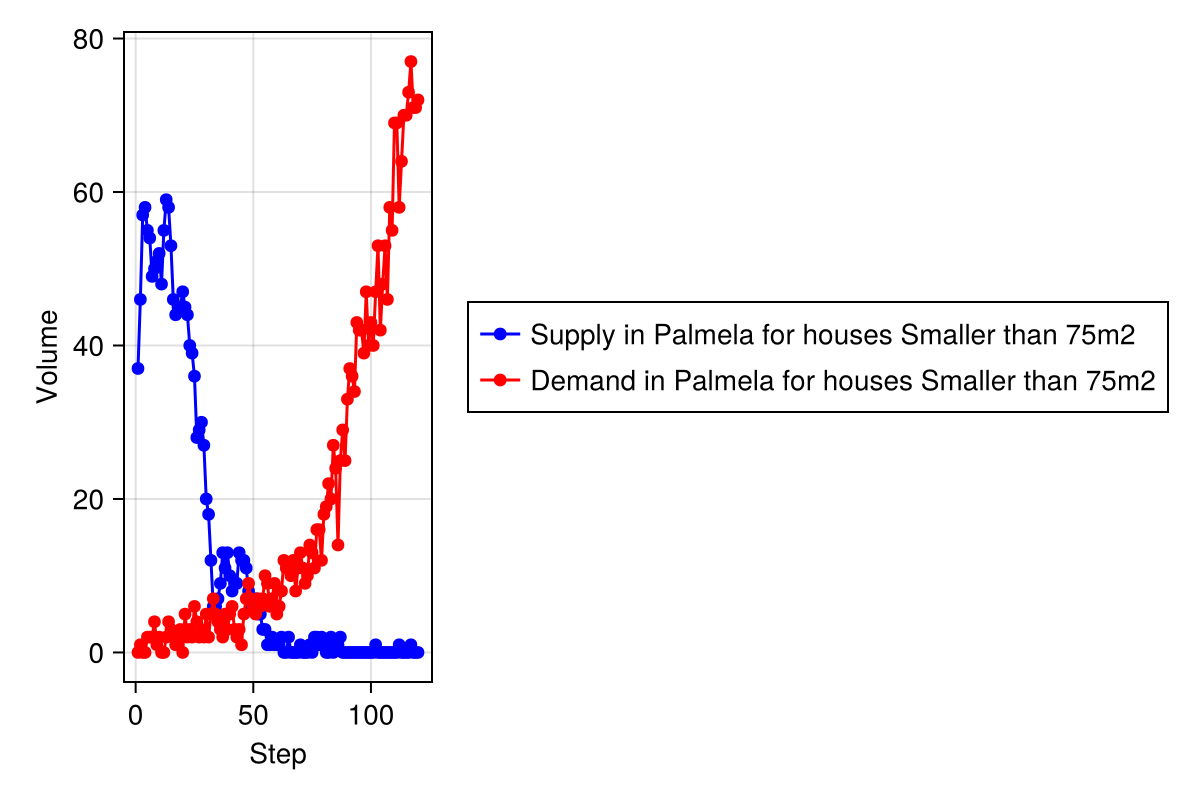 80
60
40
20
0
Volume
0 50 100
Step
Supply in Palmela for houses Smaller than 75m2
Demand in Palmela for houses Smaller than 75m2